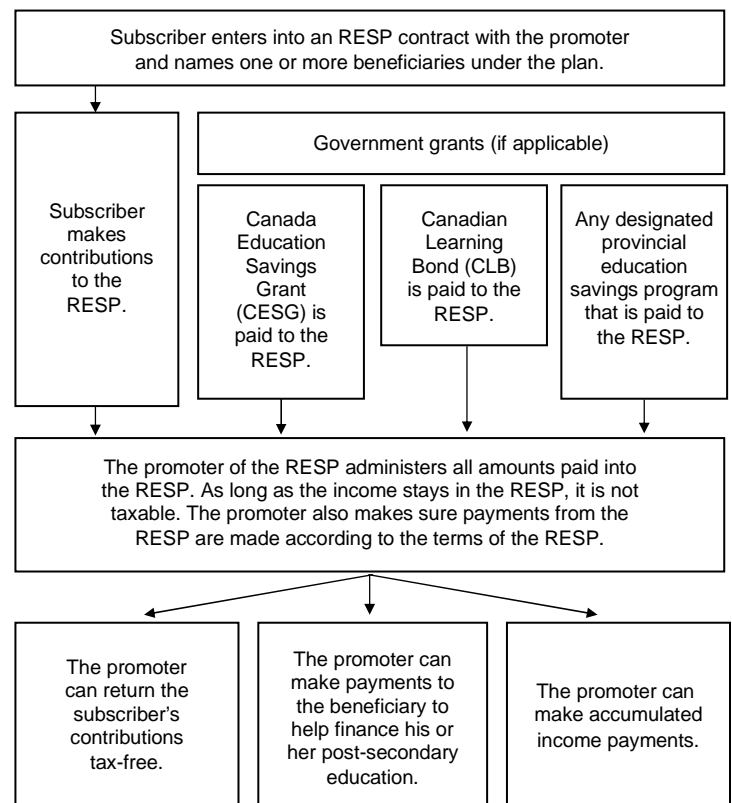 Subscriber enters into an RESP contract with the promoter
and names one or more beneficiaries under the plan.
Subscriber
makes
contributions
to the
RESP.
Government grants (if applicable)
Canada
Education
Savings
Grant
(CESG) is
paid to the
RESP.
Canadian
Learning
Bond (CLB)
is paid to the
RESP.
Any designated
provincial
education
savings program
that is paid to
the RESP.
The promoter of the RESP administers all amounts paid into
the RESP. As long as the income stays in the RESP, it is not
taxable. The promoter also makes sure payments from the
RESP are made according to the terms of the RESP.
The promoter
can return the
subscriber’s
contributions
tax-free.
The promoter can
make payments to
the beneficiary to
help finance his or
her post-secondary
education.
The promoter can
make accumulated
income payments.